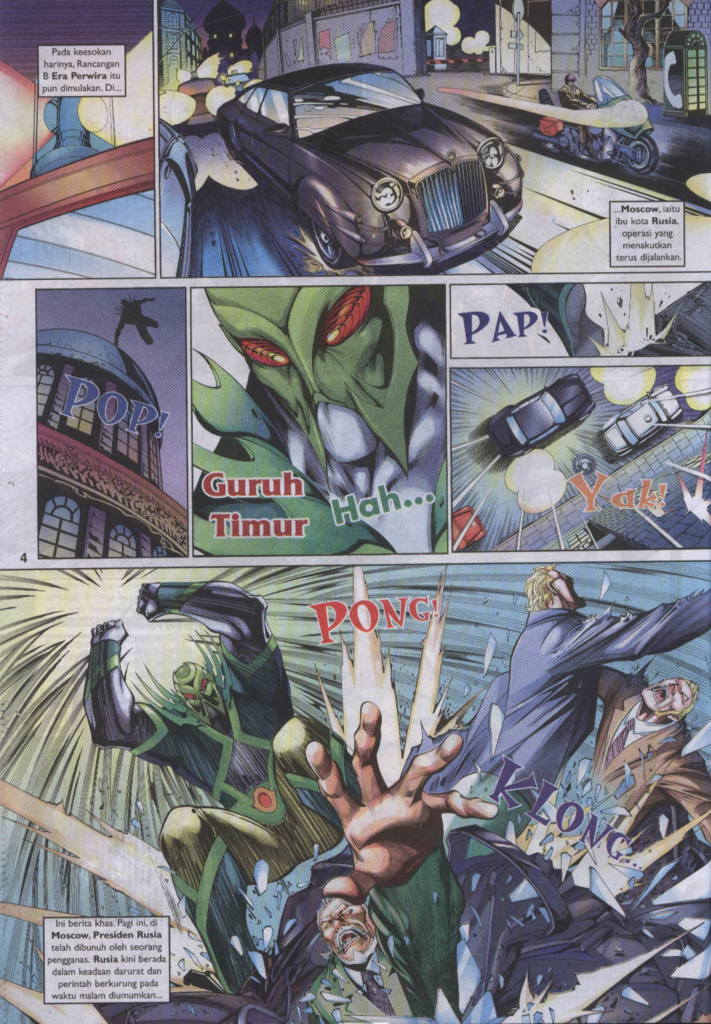 Pada keesokan
harinya, Rancangan
B Era Perwira itu
pun dimulakan. Di...
...Moscow, iaitu
ibu kota Rusia,
operasi yang
menakutkan
terus dijalankan.
POP!
Guruh
Timur
Hah...
PAP!
Yak!
4
PONG!
KLONG...
Ini berita khas. Pagi ini, di
Moscow, Presiden Rusia
telah dibunuh oleh seorang
pengganas. Rusia kini berada
dalam keadaan darurat dan
perintah berkurung pada
waktu malam diumumkan...